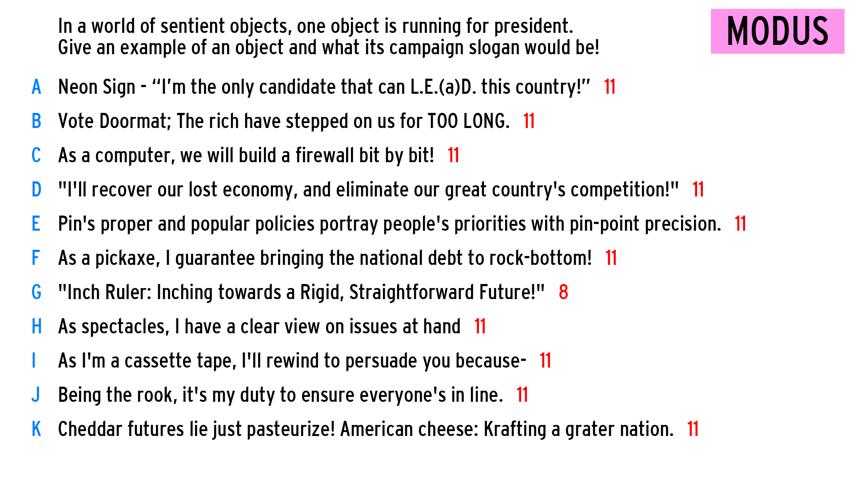 In a world of sentient objects, one object is running for president.
Give an example of an object and what its campaign slogan would be!
MODUS
A Neon Sign - “I’m the only candidate that can L.E.(a)D. this country!” 11
B Vote Doormat; The rich have stepped on us for TOO LONG. 11
C As a computer, we will build a firewall bit by bit! 11
D "I'll recover our lost economy, and eliminate our great country's competition!" 11
E Pin's proper and popular policies portray people's priorities with pin-point precision. 11
F As a pickaxe, I guarantee bringing the national debt to rock-bottom! 11
G "Inch Ruler: Inching towards a Rigid, Straightforward Future!" 8
H As spectacles, I have a clear view on issues at hand 11
I As I'm a cassette tape, I'll rewind to persuade you because- 11
J Being the rook, it's my duty to ensure everyone's in line. 11
K Cheddar futures lie just pasteurize! American cheese: Krafting a grater nation. 11